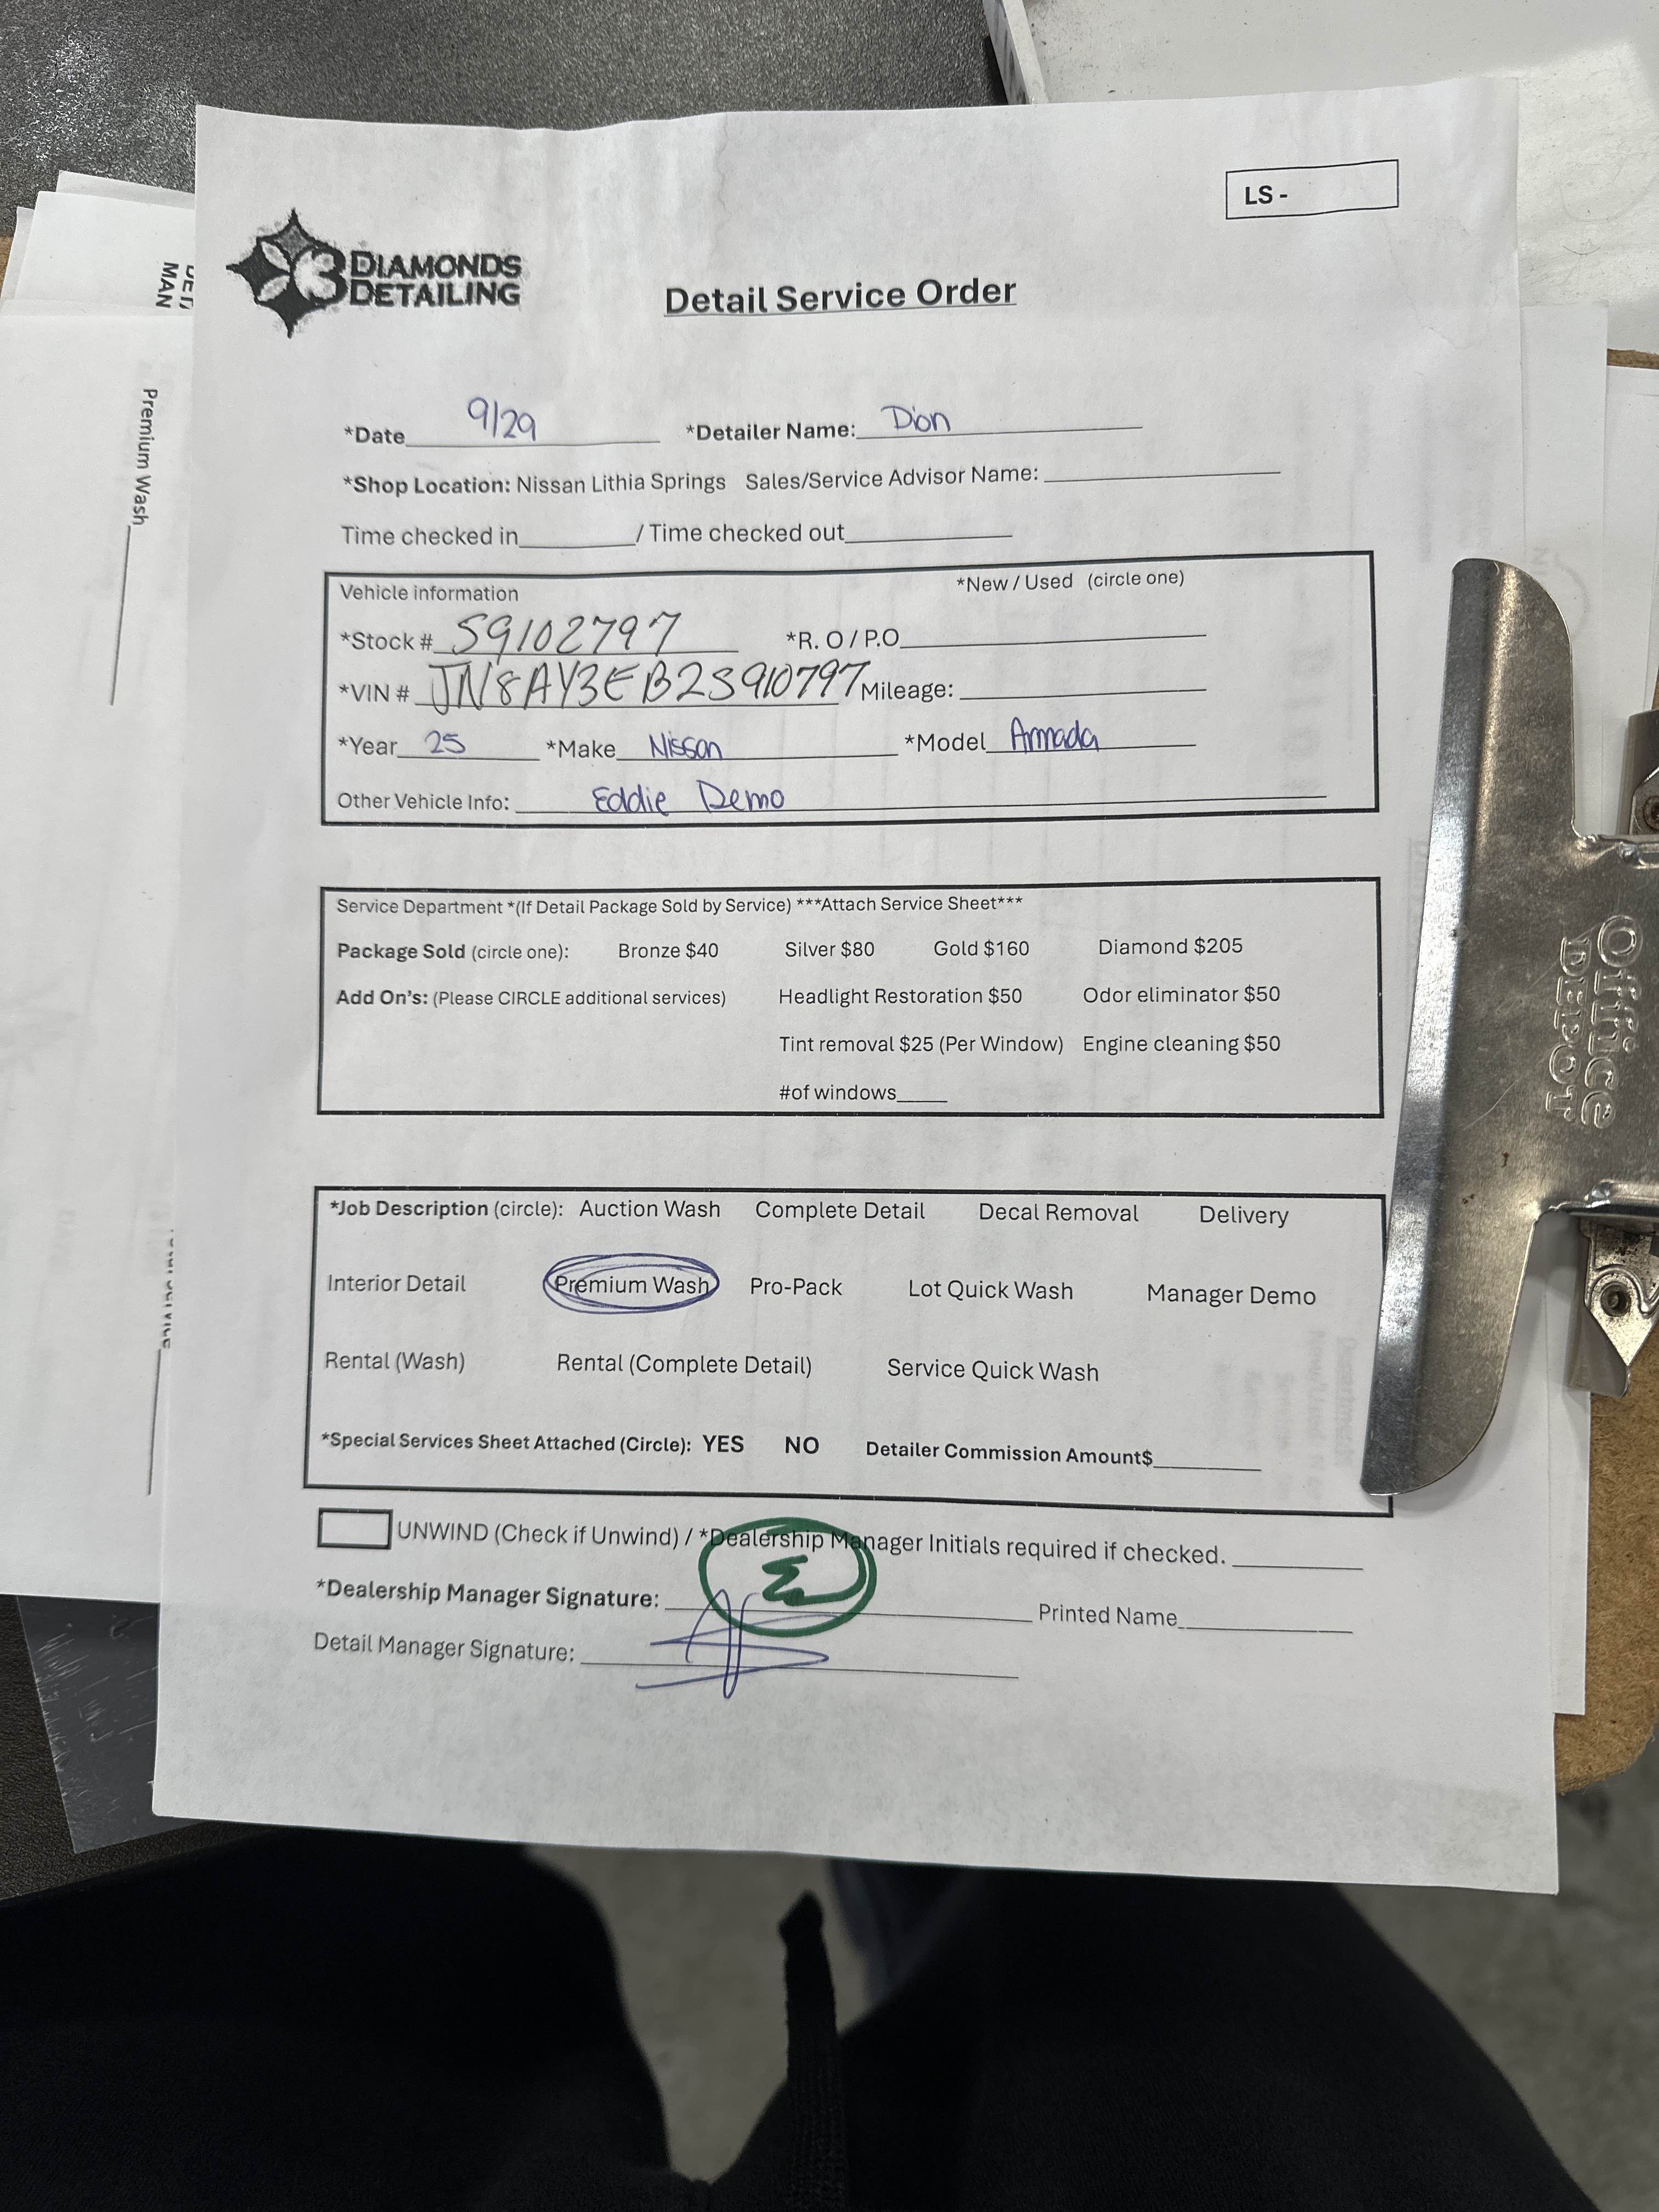 LS -
3 DIAMONDS
DETAILING
Detail Service Order
*Date 9/29 *Detailer Name: Dion
*Shop Location: Nissan Lithia Springs Sales/Service Advisor Name:
Time checked in / Time checked out
Vehicle information *New / Used (circle one)
*Stock # S9102797 *R. O / P.O
*VIN # JN8AY3EB2S910797 Mileage:
*Year 25 *Make Nissan *Model Armada
Other Vehicle Info: Eddie Demo
Service Department *(If Detail Package Sold by Service) ***Attach Service Sheet***
Package Sold (circle one): Bronze $40 Silver $80 Gold $160 Diamond $205
Add On's: (Please CIRCLE additional services) Headlight Restoration $50 Odor eliminator $50
Tint removal $25 (Per Window) Engine cleaning $50
#of windows
*Job Description (circle): Auction Wash Complete Detail Decal Removal Delivery
Interior Detail Premium Wash Pro-Pack Lot Quick Wash Manager Demo
Rental (Wash) Rental (Complete Detail) Service Quick Wash
*Special Services Sheet Attached (Circle): YES NO Detailer Commission Amount$
UNWIND (Check if Unwind) / *Dealership Manager Initials required if checked.
*Dealership Manager Signature: Printed Name
Detail Manager Signature:
MAN
Premium Wash
Office
DEPOT